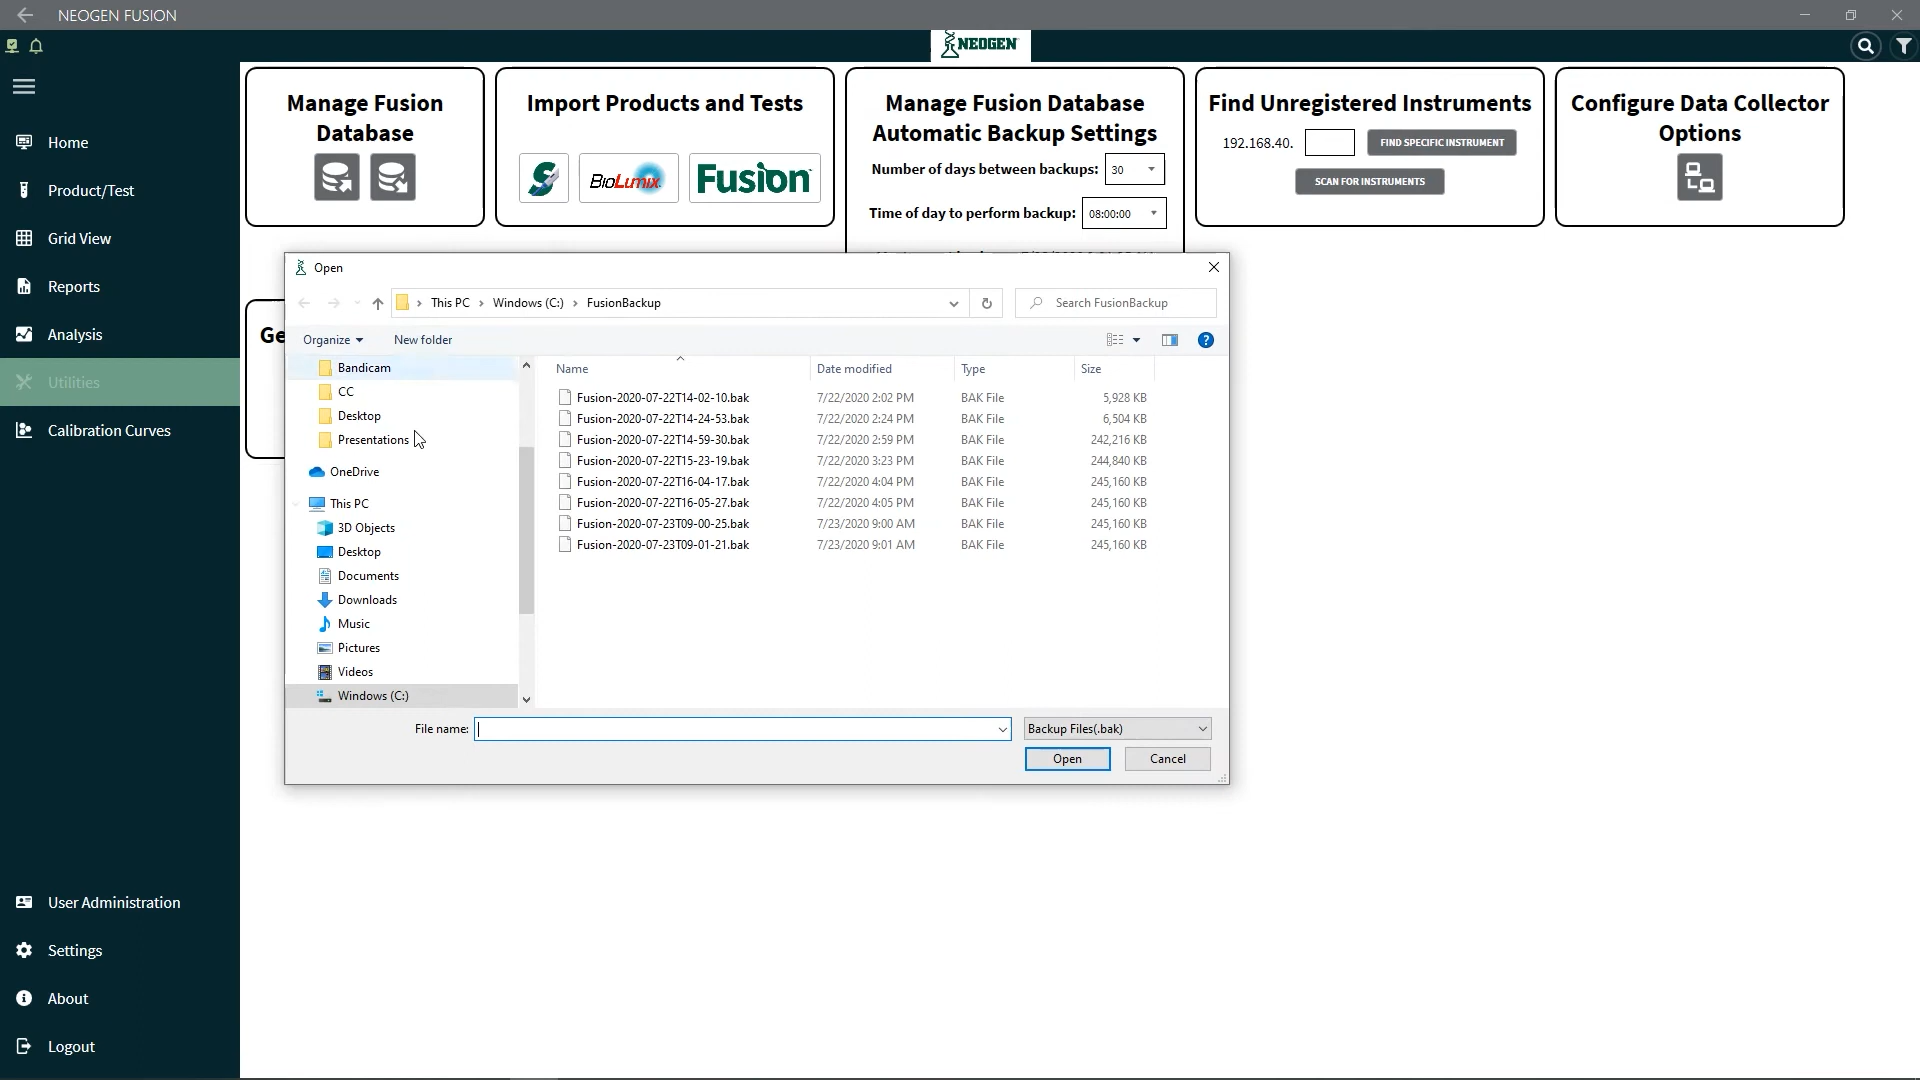 NEOGEN FUSION
NEOGEN
Home
Product/Test
Grid View
Reports
Analysis
Utilities
Calibration Curves
User Administration
Settings
About
Logout
Manage Fusion
Database
Import Products and Tests
BioLumix
Fusion
Manage Fusion Database
Automatic Backup Settings
Number of days between backups: 30
Time of day to perform backup: 08:00:00
Find Unregistered Instruments
192.168.40. FIND SPECIFIC INSTRUMENT
SCAN FOR INSTRUMENTS
Configure Data Collector
Options
Ge
Open
This PC > Windows (C:) > FusionBackup
Search FusionBackup
Organize New folder
Bandicam
CC
Desktop
Presentations
OneDrive
This PC
3D Objects
Desktop
Documents
Downloads
Music
Pictures
Videos
Windows (C:)
Name Date modified Type Size
Fusion-2020-07-22T14-02-10.bak 7/22/2020 2:02 PM BAK File 5,928 KB
Fusion-2020-07-22T14-24-53.bak 7/22/2020 2:24 PM BAK File 6,504 KB
Fusion-2020-07-22T14-59-30.bak 7/22/2020 2:59 PM BAK File 242,216 KB
Fusion-2020-07-22T15-23-19.bak 7/22/2020 3:23 PM BAK File 244,840 KB
Fusion-2020-07-22T16-04-17.bak 7/22/2020 4:04 PM BAK File 245,160 KB
Fusion-2020-07-22T16-05-27.bak 7/22/2020 4:05 PM BAK File 245,160 KB
Fusion-2020-07-23T09-00-25.bak 7/23/2020 9:00 AM BAK File 245,160 KB
Fusion-2020-07-23T09-01-21.bak 7/23/2020 9:01 AM BAK File 245,160 KB
File name: Backup Files(.bak)
Open Cancel